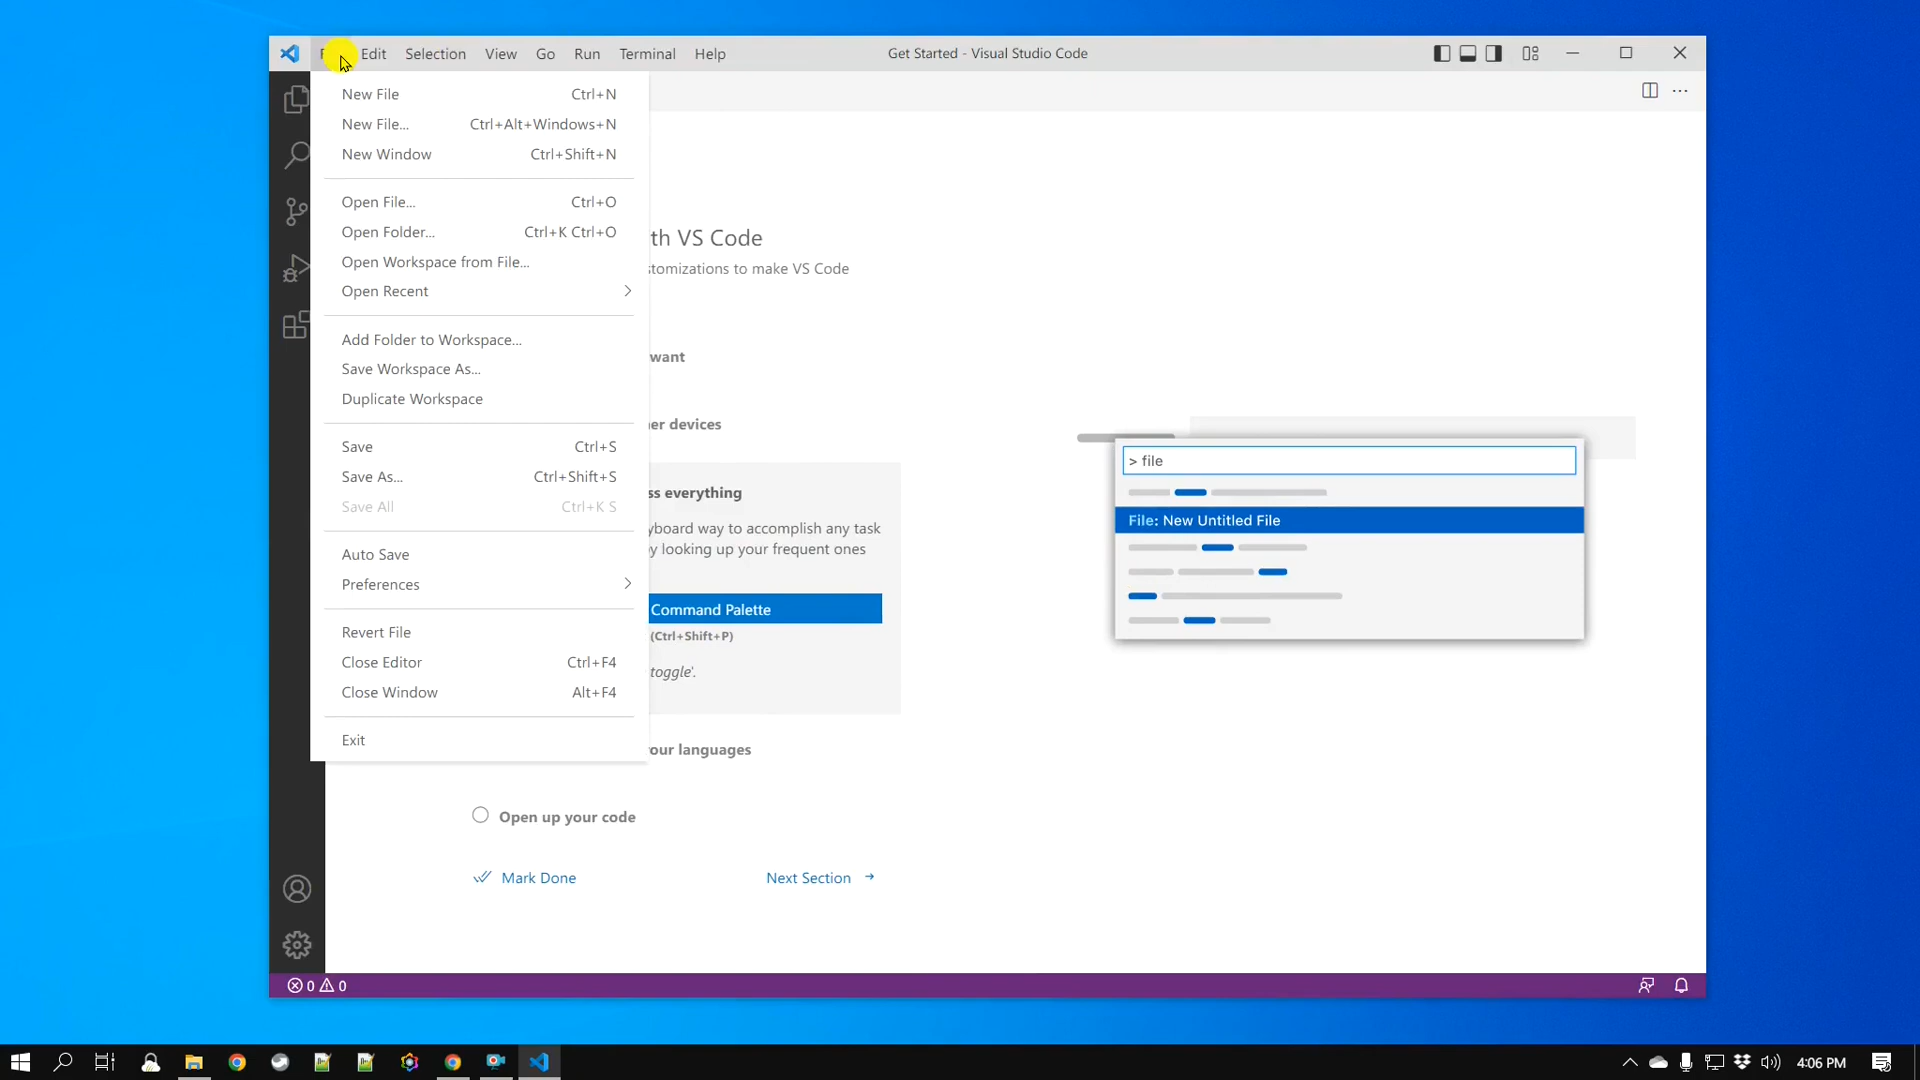 Edit Selection View Go Run Terminal Help Get Started - Visual Studio Code
New File Ctrl+N
New File... Ctrl+Alt+Windows+N
New Window Ctrl+Shift+N
Open File... Ctrl+O
Open Folder... Ctrl+K Ctrl+O
Open Workspace from File...
Open Recent
Add Folder to Workspace...
Save Workspace As...
Duplicate Workspace
Save Ctrl+S
Save As... Ctrl+Shift+S
Save All Ctrl+K S
Auto Save
Preferences
Revert File
Close Editor Ctrl+F4
Close Window Alt+F4
Exit
th VS Code
stomizations to make VS Code
want
er devices
ss everything
yboard way to accomplish any task
y looking up your frequent ones
Command Palette
(Ctrl+Shift+P)
toggle'.
our languages
Open up your code
Mark Done Next Section →
> file
File: New Untitled File
0 0
4:06 PM